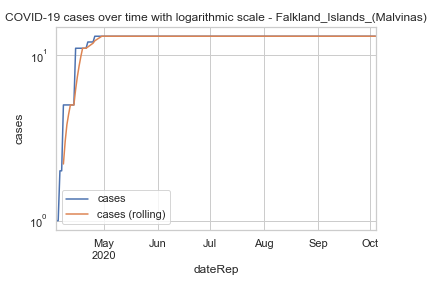 COVID-19 cases over time with logarithmic scale - Falkland_Islands_(Malvinas)
10¹
cases
10⁰
cases
cases (rolling)
May Jun Jul Aug Sep Oct
2020
dateRep